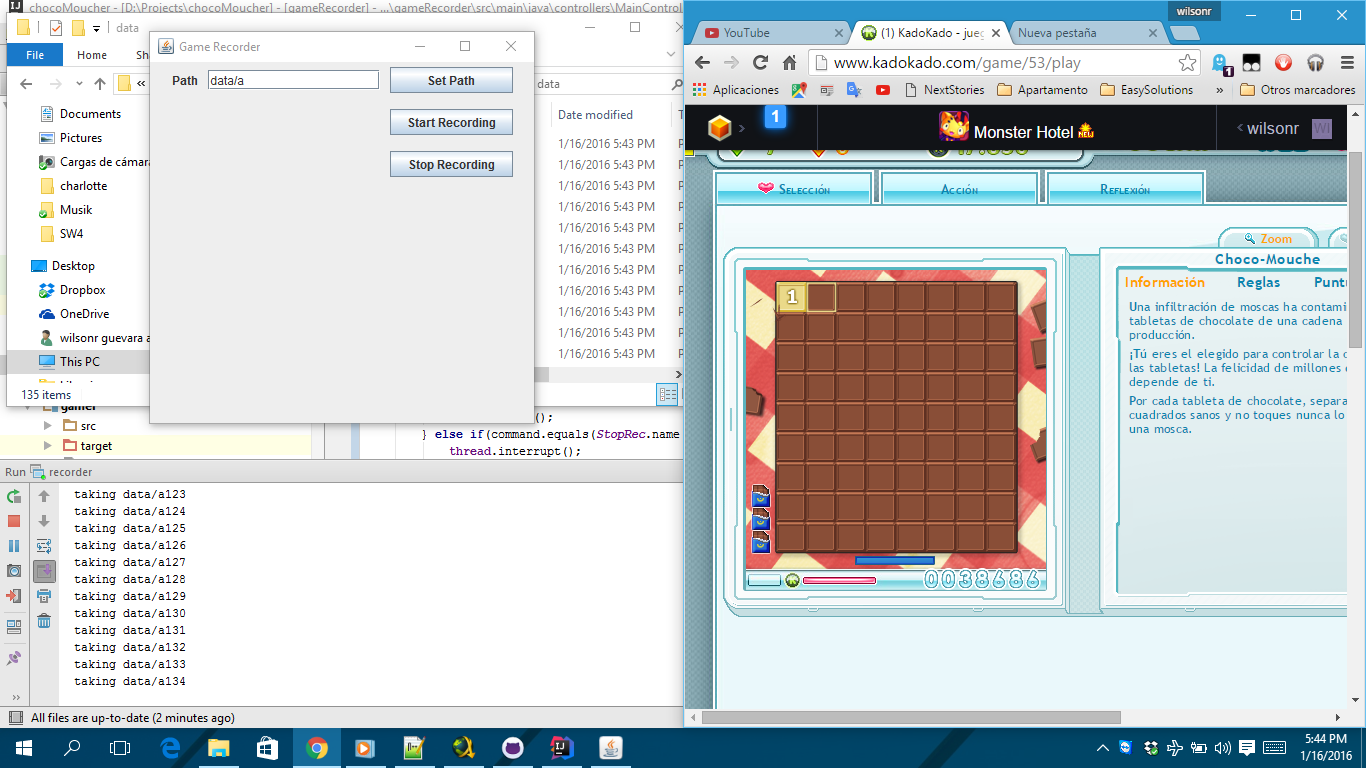 chocoMoucher - [D:\Projects\chocoMoucher] - [gameRecorder] - ...\gameRecorder\src\main\java\controllers\MainControl
data
File
Documents
Pictures
Cargas de cámara
charlotte
Musik
SW4
Desktop
Dropbox
OneDrive
wilsonr guevara a
This PC
135 items
data
Date modified
1/16/2016 5:43 PM
1/16/2016 5:43 PM
1/16/2016 5:43 PM
1/16/2016 5:43 PM
1/16/2016 5:43 PM
1/16/2016 5:43 PM
1/16/2016 5:43 PM
1/16/2016 5:43 PM
1/16/2016 5:43 PM
1/16/2016 5:43 PM
1/16/2016 5:43 PM
Game Recorder
Path
data/a
Set Path
Start Recording
Stop Recording
src
target
();
} else if(command.equals(StopRec.name
thread.interrupt();
Run
recorder
taking data/a123
taking data/a124
taking data/a125
taking data/a126
taking data/a127
taking data/a128
taking data/a129
taking data/a130
taking data/a131
taking data/a132
taking data/a133
taking data/a134
All files are up-to-date (2 minutes ago)
wilsonr
YouTube
(1) KadoKado - jueg
Nueva pestaña
www.kadokado.com/game/53/play
1
Aplicaciones
NextStories
Apartamento
EasySolutions
»
Otros marcadores
1
Monster Hotel NEW
wilsonr
WI
Selección
Acción
Reflexión
Zoom
Choco-Mouche
Información
Reglas
Puntu
Una infiltración de moscas ha contami
tabletas de chocolate de una cadena
producción.
¡Tú eres el elegido para controlar la c
las tabletas! La felicidad de millones
depende de ti.
Por cada tableta de chocolate, separa
cuadrados sanos y no toques nunca lo
una mosca.
1
0038686
5:44 PM
1/16/2016